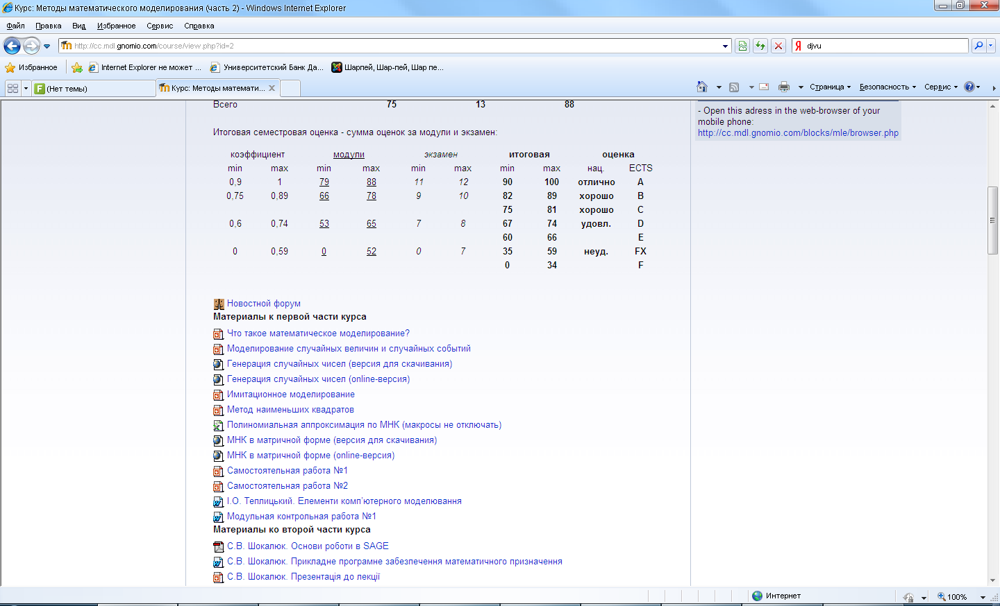 Курс: Методы математического моделирования (часть 2) - Windows Internet Explorer
Файл Правка Вид Избранное Сервис Справка
http://cc.mdl.gnomio.com/course/view.php?id=2
Я djvu
Избранное Internet Explorer не может ... Университетский Банк Да... Шарпей, Шар-пей, Шар пе...
F (Нет темы) Курс: Методы математи... Страница Безопасность Сервис
Всего 75 13 88
Итоговая семестровая оценка - сумма оценок за модули и экзамен:
коэффициент модули экзамен итоговая оценка
min max min max min max min max нац. ECTS
0,9 1 79 88 11 12 90 100 отлично A
0,75 0,89 66 78 9 10 82 89 хорошо B
75 81 хорошо C
0,6 0,74 53 65 7 8 67 74 удовл. D
60 66 E
0 0,59 0 52 0 7 35 59 неуд. FX
0 34 F
Новостной форум
Материалы к первой части курса
Что такое математическое моделирование?
Моделирование случайных величин и случайных событий
Генерация случайных чисел (версия для скачивания)
Генерация случайных чисел (online-версия)
Имитационное моделирование
Метод наименьших квадратов
Полиномиальная аппроксимация по МНК (макросы не отключать)
МНК в матричной форме (версия для скачивания)
МНК в матричной форме (online-версия)
Самостоятельная работа №1
Самостоятельная работа №2
І.О. Теплицький. Елементи комп'ютерного моделювання
Модульная контрольная работа №1
Материалы ко второй части курса
С.В. Шокалюк. Основи роботи в SAGE
С.В. Шокалюк. Прикладне програмне забезпечення математичного призначення
С.В. Шокалюк. Презентація до лекції
- Open this adress in the web-browser of your
mobile phone:
http://cc.mdl.gnomio.com/blocks/mle/browser.php
Интернет 100%